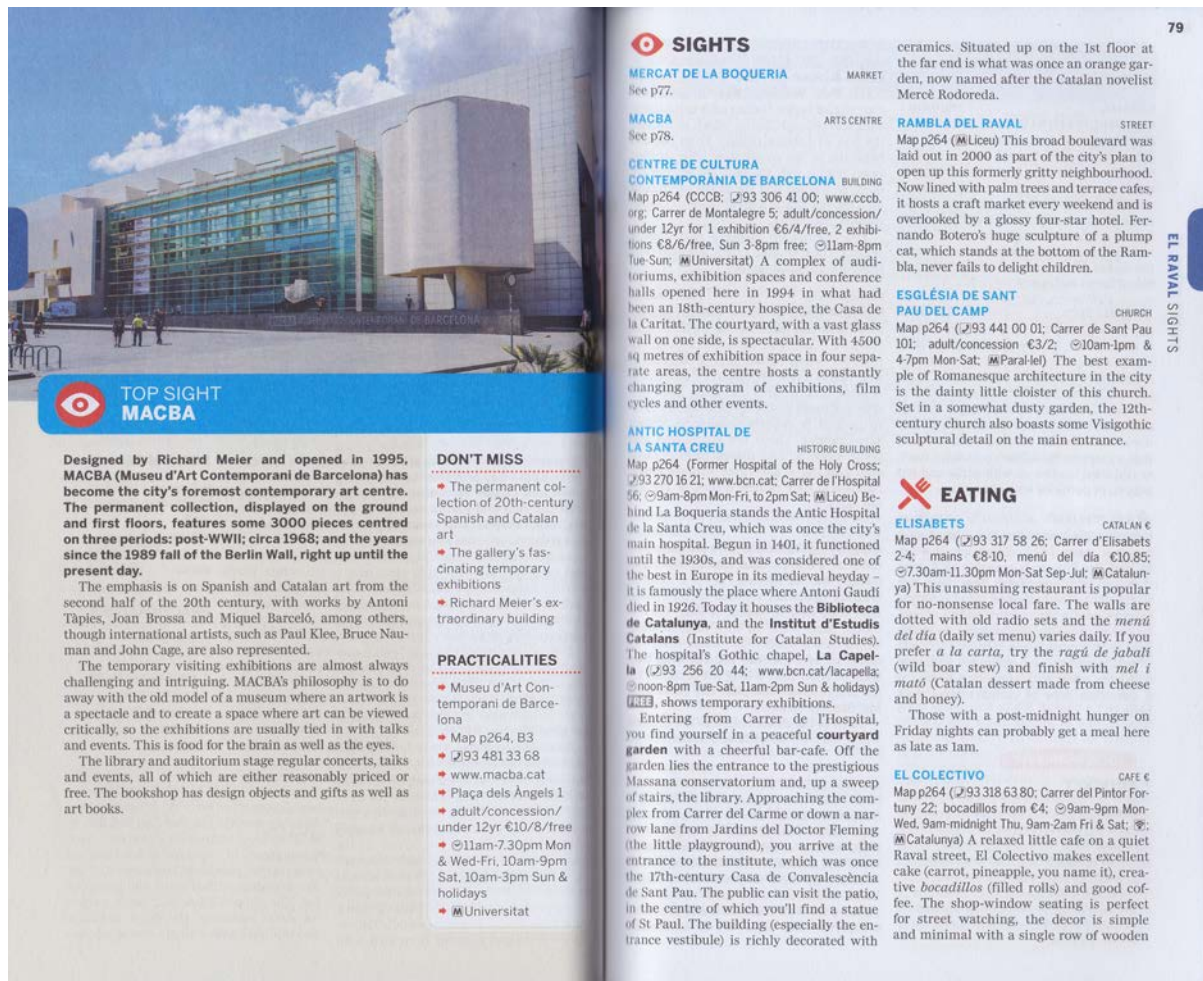 MUSEU D'ART CONTEMPORANI DE BARCELONA
TOP SIGHT
MACBA
Designed by Richard Meier and opened in 1995,
MACBA (Museu d'Art Contemporani de Barcelona) has
become the city's foremost contemporary art centre.
The permanent collection, displayed on the ground
and first floors, features some 3000 pieces centred
on three periods: post-WWII; circa 1968; and the years
since the 1989 fall of the Berlin Wall, right up until the
present day.
The emphasis is on Spanish and Catalan art from the
second half of the 20th century, with works by Antoni
Tàpies, Joan Brossa and Miquel Barceló, among others,
though international artists, such as Paul Klee, Bruce Nau-
man and John Cage, are also represented.
The temporary visiting exhibitions are almost always
challenging and intriguing. MACBA's philosophy is to do
away with the old model of a museum where an artwork is
a spectacle and to create a space where art can be viewed
critically, so the exhibitions are usually tied in with talks
and events. This is food for the brain as well as the eyes.
The library and auditorium stage regular concerts, talks
and events, all of which are either reasonably priced or
free. The bookshop has design objects and gifts as well as
art books.
DON'T MISS
➡ The permanent col-
lection of 20th-century
Spanish and Catalan
art
➡ The gallery's fas-
cinating temporary
exhibitions
➡ Richard Meier's ex-
traordinary building
PRACTICALITIES
➡ Museu d'Art Con-
temporani de Barce-
lona
➡ Map p264, B3
➡ 93 481 33 68
➡ www.macba.cat
➡ Plaça dels Àngels 1
➡ adult/concession/
under 12yr €10/8/free
➡ 11am-7.30pm Mon
& Wed-Fri, 10am-9pm
Sat, 10am-3pm Sun &
holidays
➡ M Universitat
79
EL RAVAL SIGHTS
SIGHTS
MERCAT DE LA BOQUERIA MARKET
See p77.
MACBA ARTS CENTRE
See p78.
CENTRE DE CULTURA
CONTEMPORÀNIA DE BARCELONA BUILDING
Map p264 (CCCB; 93 306 41 00; www.cccb.
org; Carrer de Montalegre 5; adult/concession/
under 12yr for 1 exhibition €6/4/free, 2 exhibi-
tions €8/6/free, Sun 3-8pm free; 11am-8pm
Tue-Sun; M Universitat) A complex of audi-
toriums, exhibition spaces and conference
halls opened here in 1994 in what had
been an 18th-century hospice, the Casa de
la Caritat. The courtyard, with a vast glass
wall on one side, is spectacular. With 4500
sq metres of exhibition space in four sepa-
rate areas, the centre hosts a constantly
changing program of exhibitions, film
cycles and other events.
ANTIC HOSPITAL DE
LA SANTA CREU HISTORIC BUILDING
Map p264 (Former Hospital of the Holy Cross;
93 270 16 21; www.bcn.cat; Carrer de l'Hospital
56; 9am-8pm Mon-Fri, to 2pm Sat; M Liceu) Be-
hind La Boqueria stands the Antic Hospital
de la Santa Creu, which was once the city's
main hospital. Begun in 1401, it functioned
until the 1930s, and was considered one of
the best in Europe in its medieval heyday –
it is famously the place where Antoni Gaudí
died in 1926. Today it houses the Biblioteca
de Catalunya, and the Institut d'Estudis
Catalans (Institute for Catalan Studies).
The hospital's Gothic chapel, La Capel-
la (93 256 20 44; www.bcn.cat/lacapella;
noon-8pm Tue-Sat, 11am-2pm Sun & holidays)
FREE, shows temporary exhibitions.
Entering from Carrer de l'Hospital,
you find yourself in a peaceful courtyard
garden with a cheerful bar-cafe. Off the
garden lies the entrance to the prestigious
Massana conservatorium and, up a sweep
of stairs, the library. Approaching the com-
plex from Carrer del Carme or down a nar-
row lane from Jardins del Doctor Fleming
(the little playground), you arrive at the
entrance to the institute, which was once
the 17th-century Casa de Convalescència
de Sant Pau. The public can visit the patio,
in the centre of which you'll find a statue
of St Paul. The building (especially the en-
trance vestibule) is richly decorated with
ceramics. Situated up on the 1st floor at
the far end is what was once an orange gar-
den, now named after the Catalan novelist
Mercè Rodoreda.
RAMBLA DEL RAVAL STREET
Map p264 (M Liceu) This broad boulevard was
laid out in 2000 as part of the city's plan to
open up this formerly gritty neighbourhood.
Now lined with palm trees and terrace cafes,
it hosts a craft market every weekend and is
overlooked by a glossy four-star hotel. Fer-
nando Botero's huge sculpture of a plump
cat, which stands at the bottom of the Ram-
bla, never fails to delight children.
ESGLÉSIA DE SANT
PAU DEL CAMP CHURCH
Map p264 (93 441 00 01; Carrer de Sant Pau
101; adult/concession €3/2; 10am-1pm &
4-7pm Mon-Sat; M Paral·lel) The best exam-
ple of Romanesque architecture in the city
is the dainty little cloister of this church.
Set in a somewhat dusty garden, the 12th-
century church also boasts some Visigothic
sculptural detail on the main entrance.
EATING
ELISABETS CATALAN €
Map p264 (93 317 58 26; Carrer d'Elisabets
2-4; mains €8-10, menú del día €10.85;
7.30am-11.30pm Mon-Sat Sep-Jul; M Catalun-
ya) This unassuming restaurant is popular
for no-nonsense local fare. The walls are
dotted with old radio sets and the menú
del día (daily set menu) varies daily. If you
prefer a la carta, try the ragú de jabalí
(wild boar stew) and finish with mel i
mató (Catalan dessert made from cheese
and honey).
Those with a post-midnight hunger on
Friday nights can probably get a meal here
as late as 1am.
EL COLECTIVO CAFE €
Map p264 (93 318 63 80; Carrer del Pintor For-
tuny 22; bocadillos from €4; 9am-9pm Mon-
Wed, 9am-midnight Thu, 9am-2am Fri & Sat;
M Catalunya) A relaxed little cafe on a quiet
Raval street, El Colectivo makes excellent
cake (carrot, pineapple, you name it), crea-
tive bocadillos (filled rolls) and good cof-
fee. The shop-window seating is perfect
for street watching, the decor is simple
and minimal with a single row of wooden